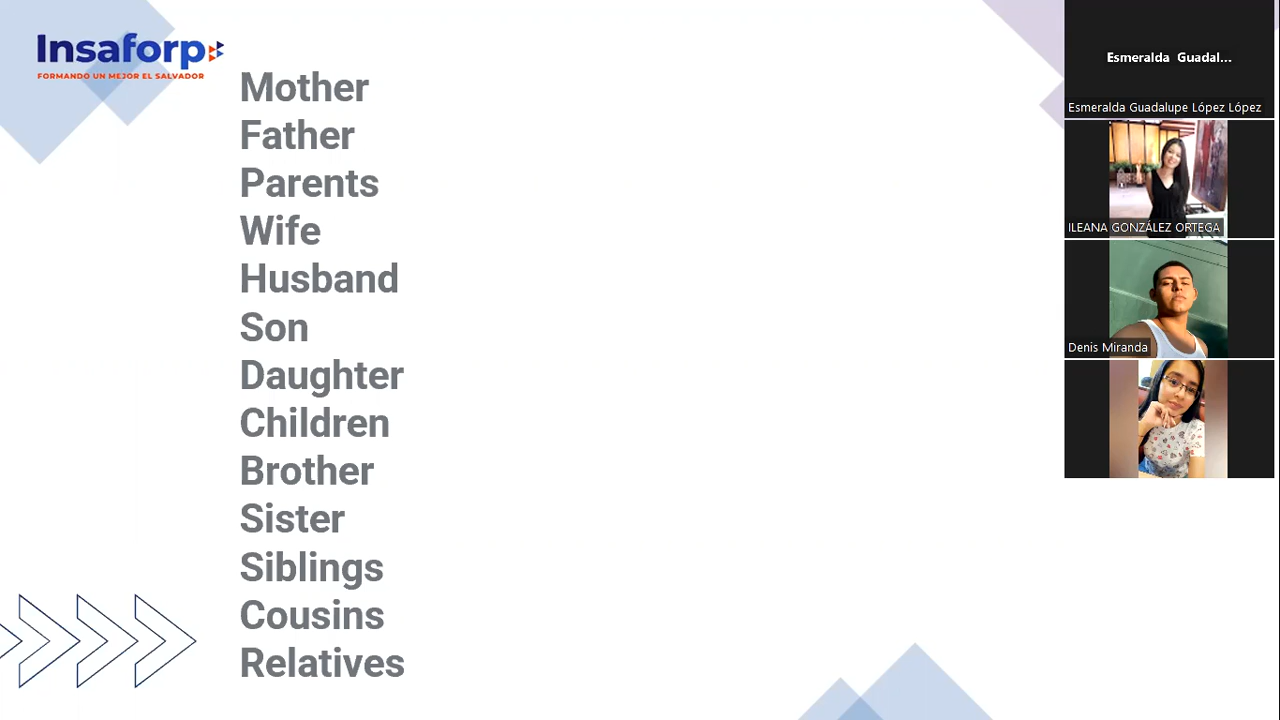 Insaforp
FORMANDO UN MEJOR EL SALVADOR
Mother
Father
Parents
Wife
Husband
Son
Daughter
Children
Brother
Sister
Siblings
Cousins
Relatives
Esmeralda Guadal...
Esmeralda Guadalupe López López
ILEANA GONZÁLEZ ORTEGA
Denis Miranda